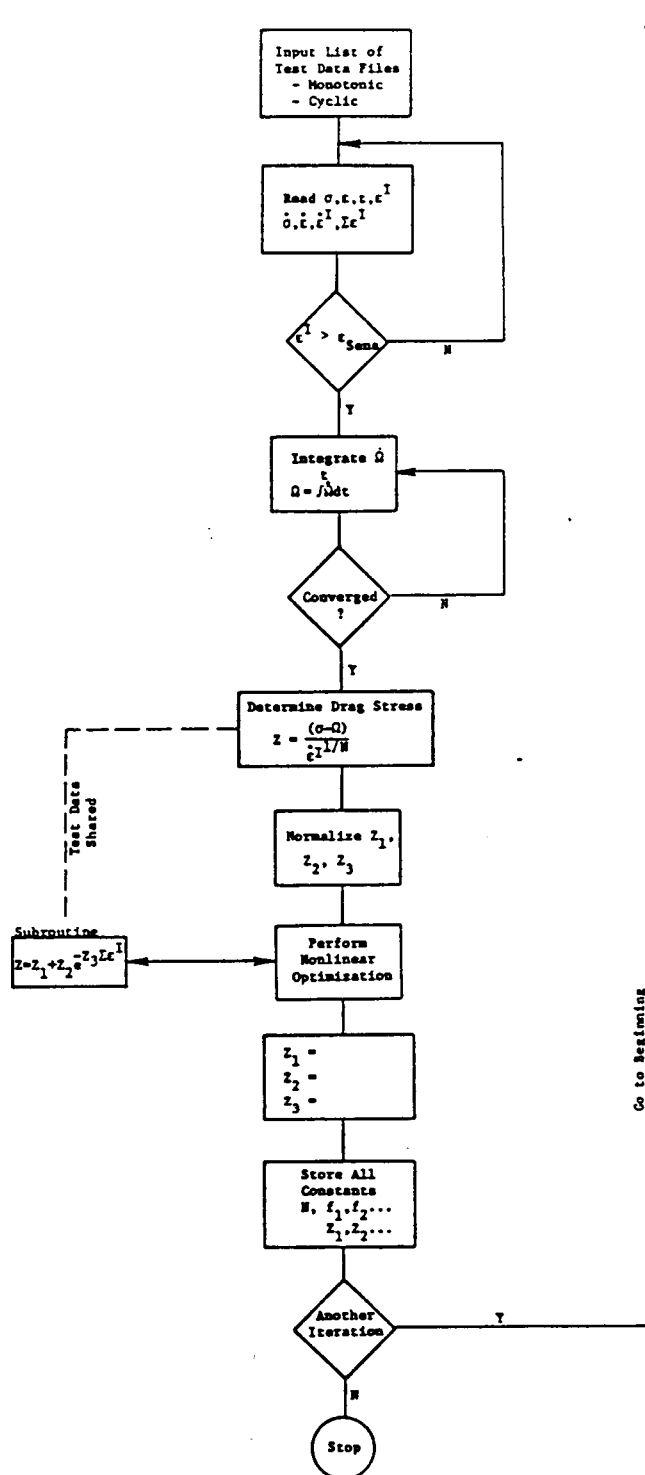 Input List of
Test Data Files
- Monotonic
- Cyclic
Read σ,ε,t,ε^I
σ̇,ε̇,ε̇^I,Σε^I
ε^I > ε_Sens
N
Y
Integrate Ω̇
t
Ω = ∫Ω̇dt
Converged
?
N
Y
Determine Drag Stress
Z = (σ-Ω)
ε̇^I^1/N
Test Data
Shared
Normalize Z_1,
Z_2, Z_3
Subroutine
Z=Z_1+Z_2e^-Z_3Σε^I
Perform
Nonlinear
Optimization
Z_1 =
Z_2 =
Z_3 =
Go to Beginning
Store All
Constants
N, f_1,f_2...
Z_1,Z_2...
Another
Iteration
Y
N
Stop